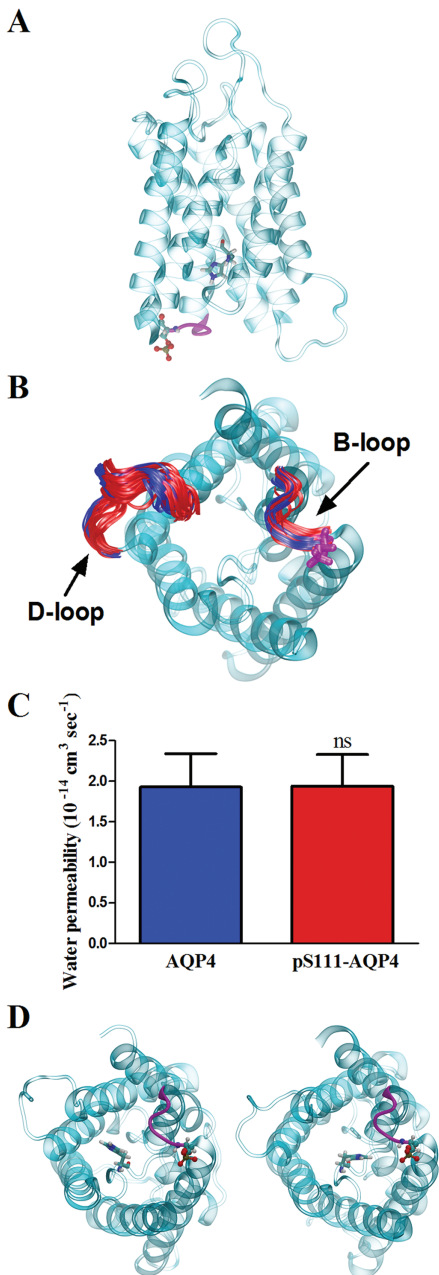 A
B
B-loop
D-loop
C
Water permeability (10⁻¹⁴ cm³ sec⁻¹)
2.5
2.0
1.5
1.0
0.5
0.0
ns
AQP4
pS111-AQP4
D